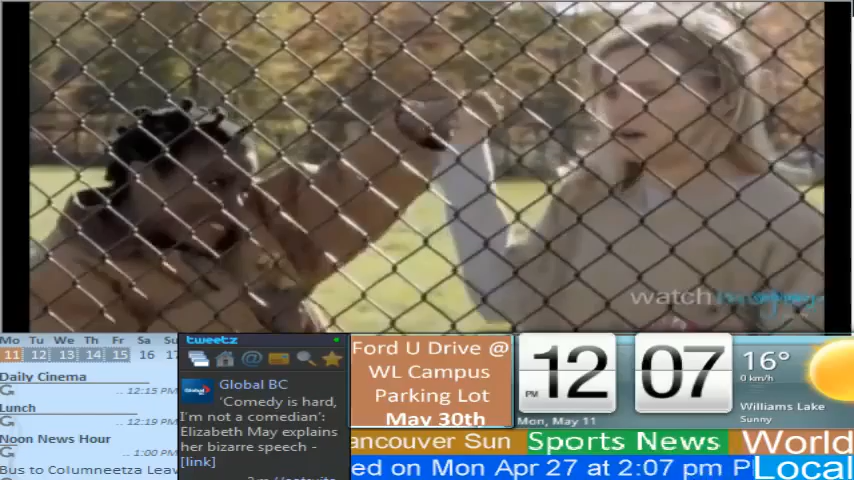 watch
Mo Tu We Th Fr Sa Su
11 12 13 14 15 16 17
Daily Cinema
.. 12:15 PM
Lunch
.. 12:19 PM
Noon News Hour
.. 1:00 PM
Bus to Columneetza Leav
tweetz
Global BC
'Comedy is hard,
I'm not a comedian':
Elizabeth May explains
her bizarre speech -
[link]
Ford U Drive @
WL Campus
Parking Lot
May 30th
12 07
PM
Mon, May 11
16°
0 km/h
Williams Lake
Sunny
ancouver Sun Sports News World
ed on Mon Apr 27 at 2:07 pm P Local